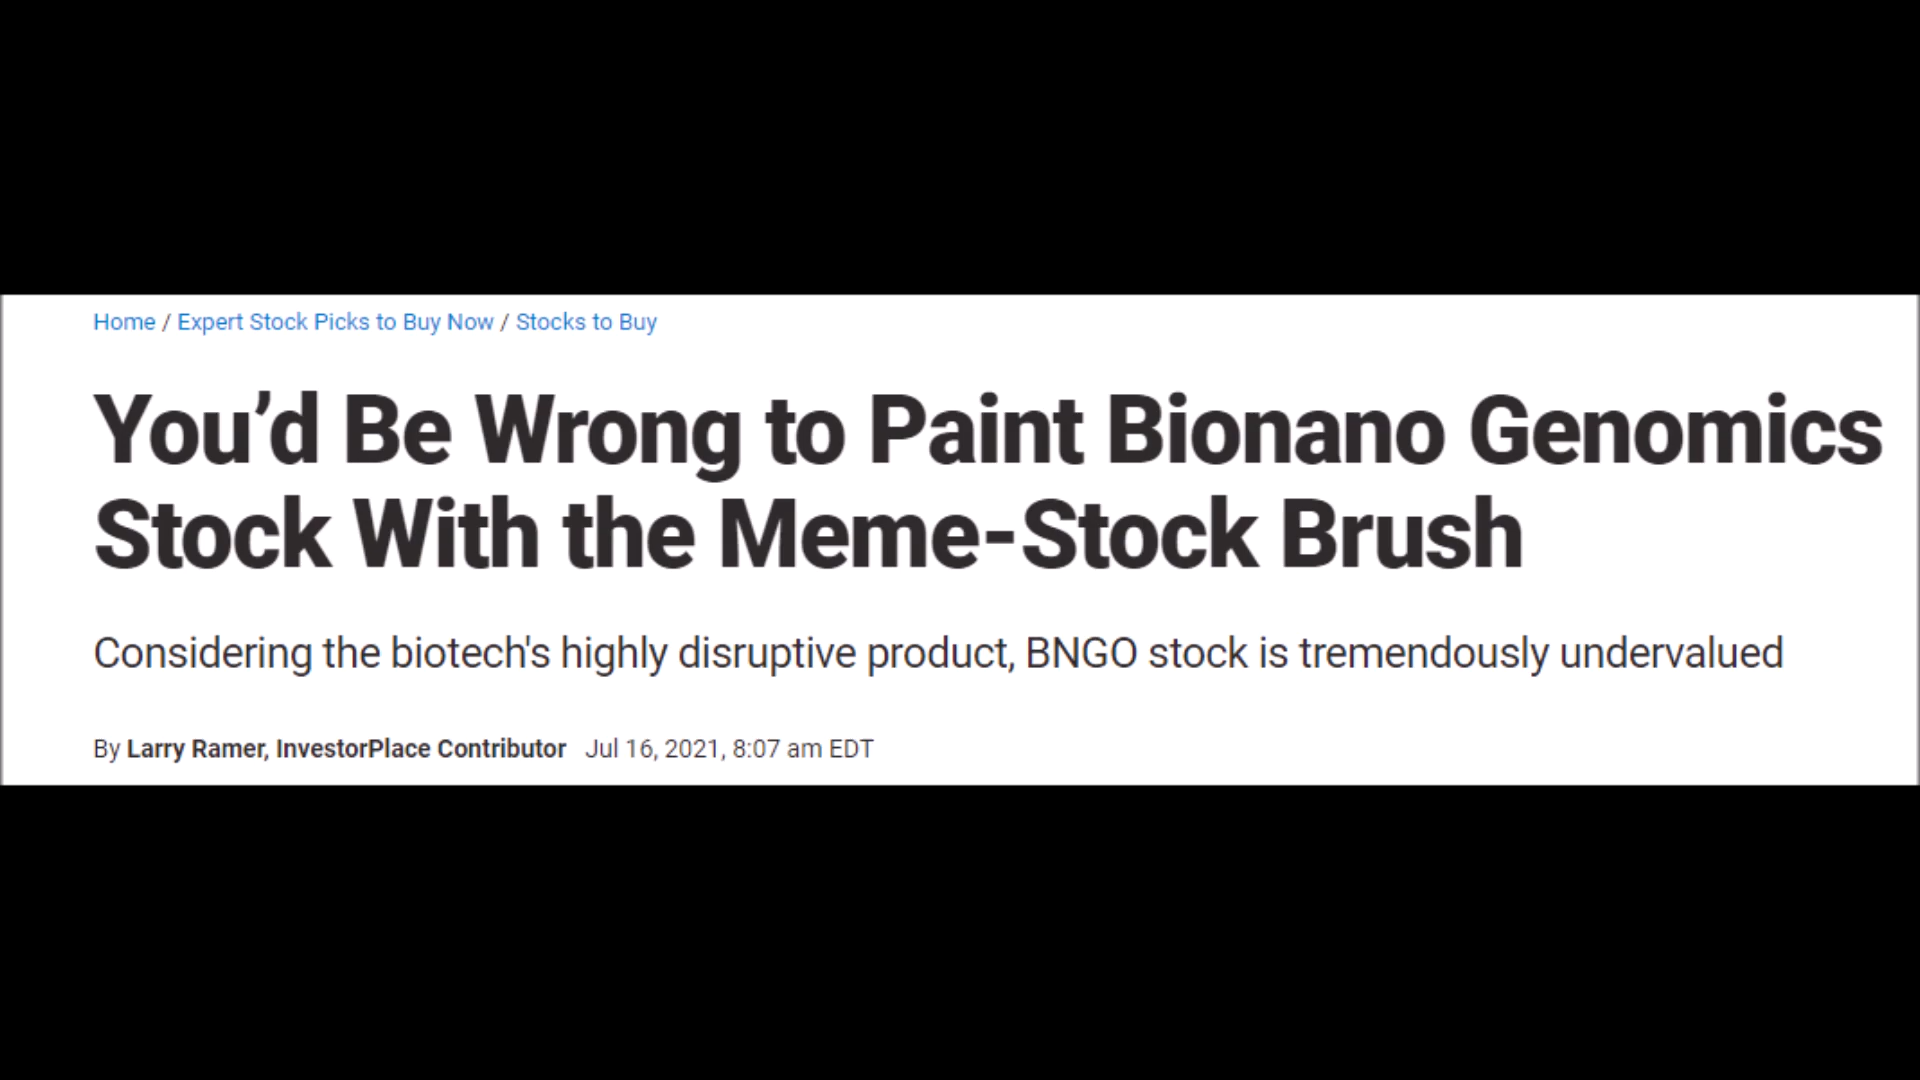 Home / Expert Stock Picks to Buy Now / Stocks to Buy
You’d Be Wrong to Paint Bionano Genomics
Stock With the Meme-Stock Brush
Considering the biotech's highly disruptive product, BNGO stock is tremendously undervalued
By Larry Ramer, InvestorPlace Contributor Jul 16, 2021, 8:07 am EDT